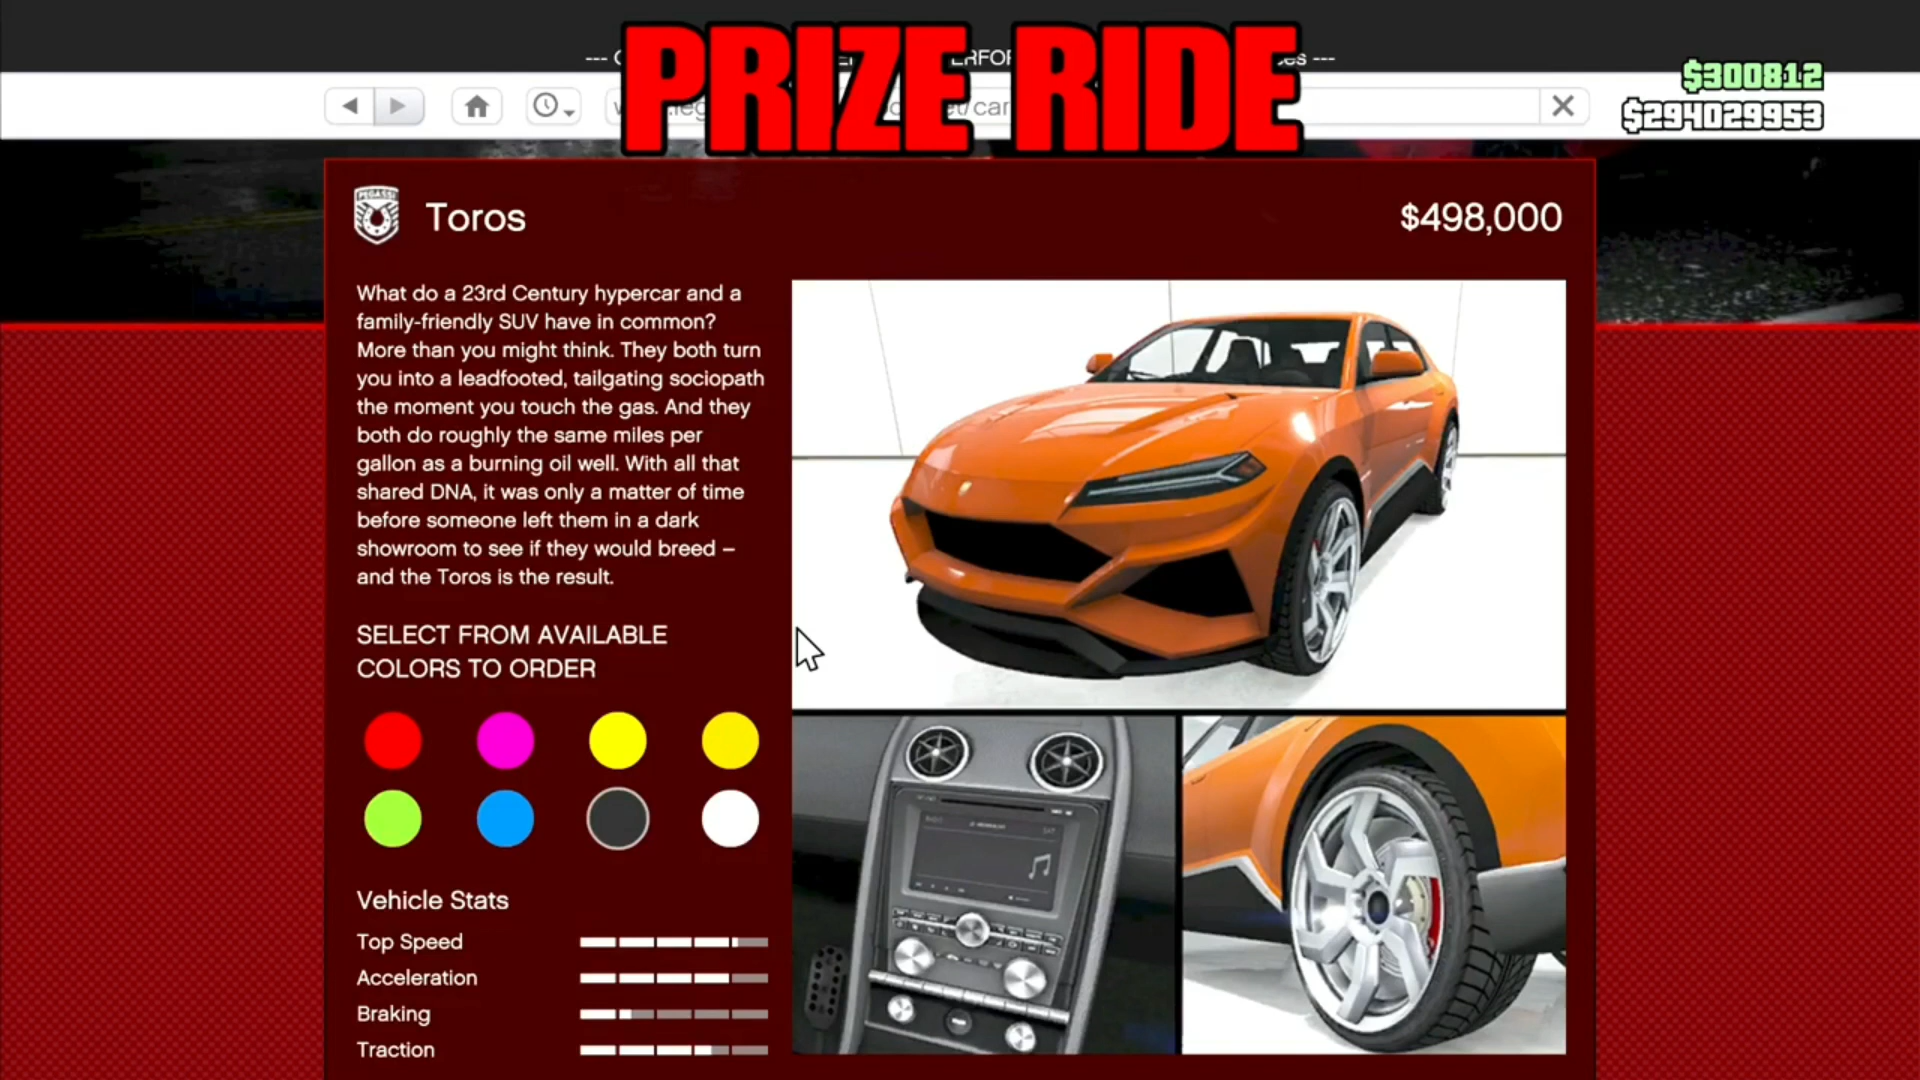 PRIZE RIDE
$300812
$294029953
PEGASSI
Toros
$498,000
What do a 23rd Century hypercar and a
family-friendly SUV have in common?
More than you might think. They both turn
you into a leadfooted, tailgating sociopath
the moment you touch the gas. And they
both do roughly the same miles per
gallon as a burning oil well. With all that
shared DNA, it was only a matter of time
before someone left them in a dark
showroom to see if they would breed –
and the Toros is the result.
SELECT FROM AVAILABLE
COLORS TO ORDER
Vehicle Stats
Top Speed
Acceleration
Braking
Traction